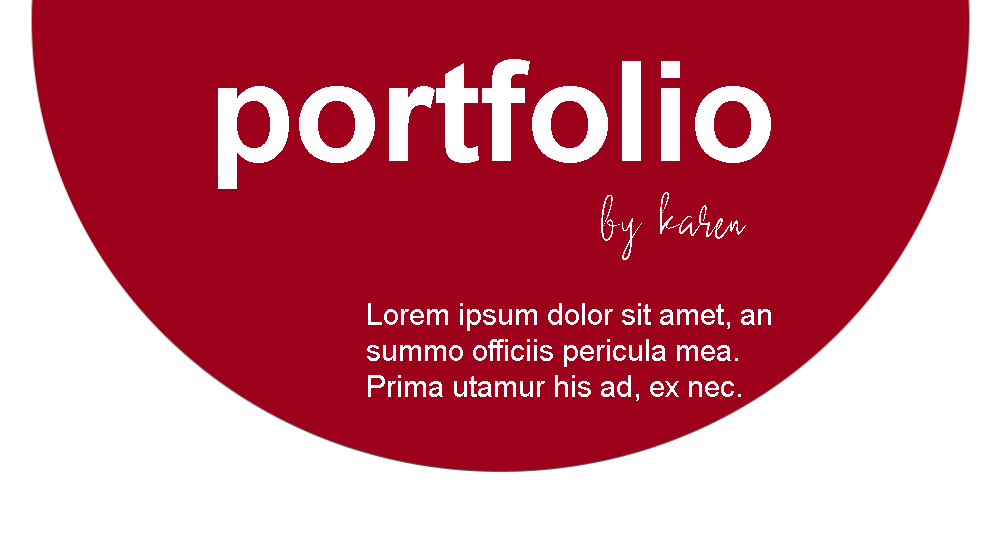 portfolio
by karen
Lorem ipsum dolor sit amet, an
summo officiis pericula mea.
Prima utamur his ad, ex nec.